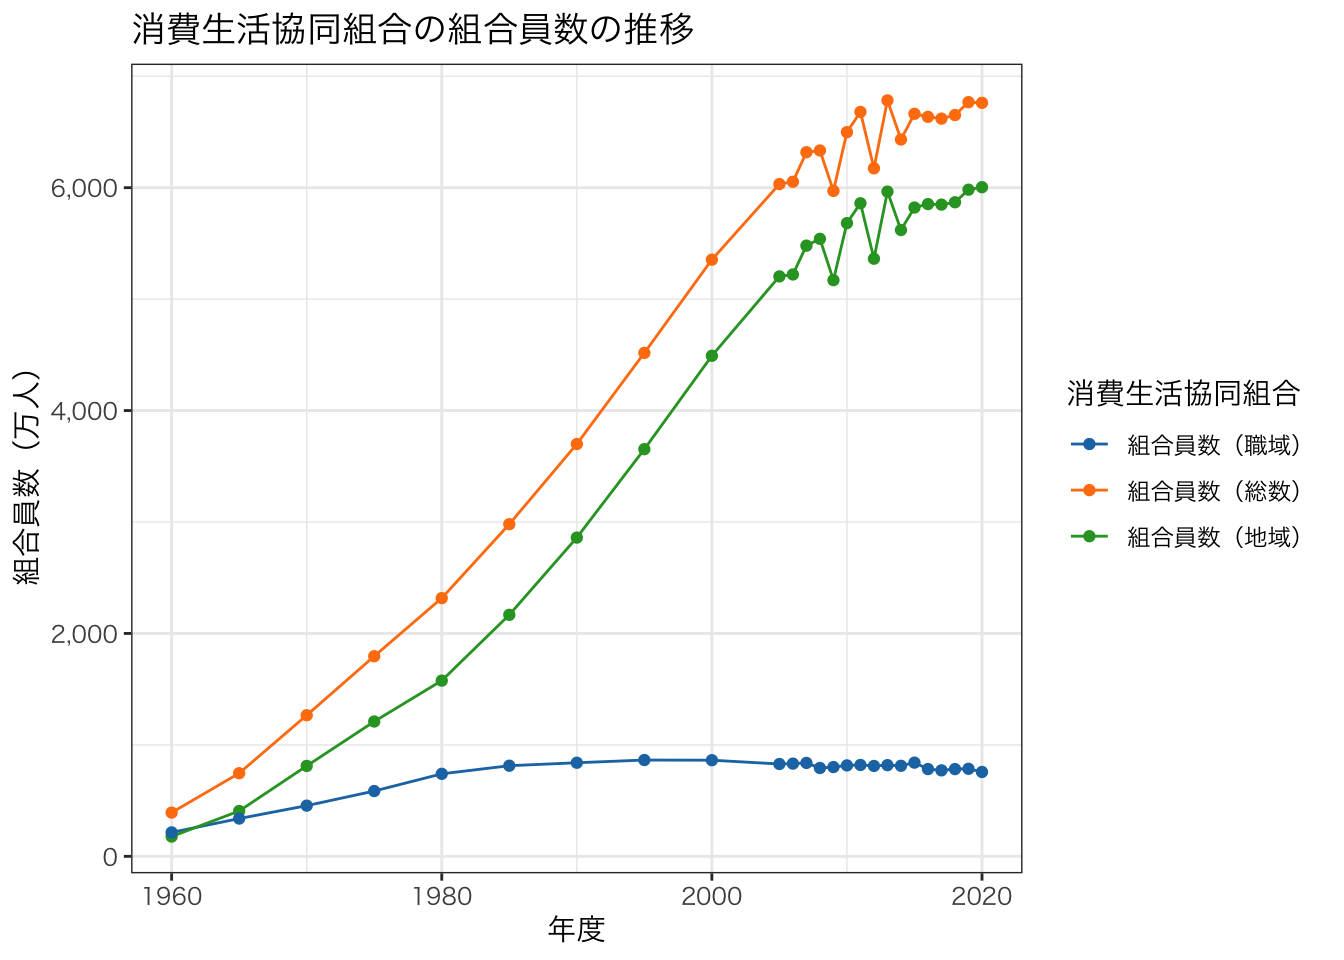 消費生活協同組合の組合員数の推移
組合員数（万人）
6,000
4,000
2,000
0
1960
1980
2000
2020
年度
消費生活協同組合
組合員数（職域）
組合員数（総数）
組合員数（地域）